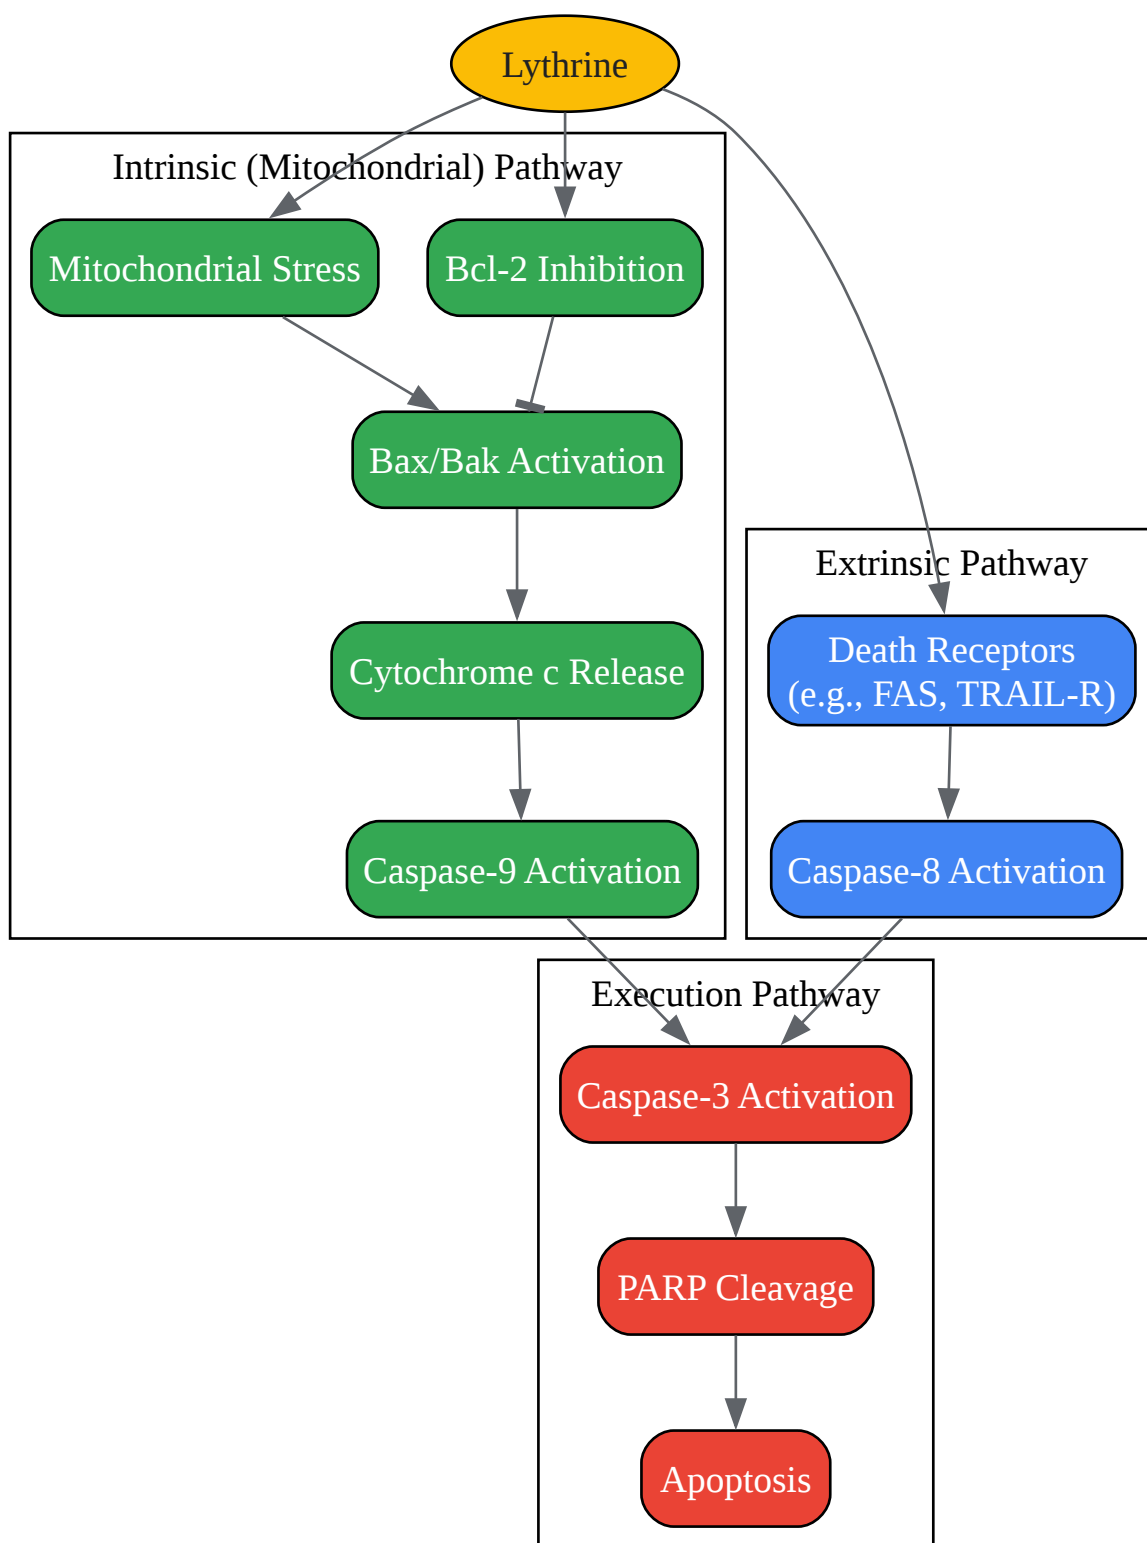 Lythrine
Intrinsic (Mitochondrial) Pathway
Mitochondrial Stress
Bcl-2 Inhibition
Bax/Bak Activation
Cytochrome c Release
Caspase-9 Activation
Extrinsic Pathway
Death Receptors
(e.g., FAS, TRAIL-R)
Caspase-8 Activation
Execution Pathway
Caspase-3 Activation
PARP Cleavage
Apoptosis